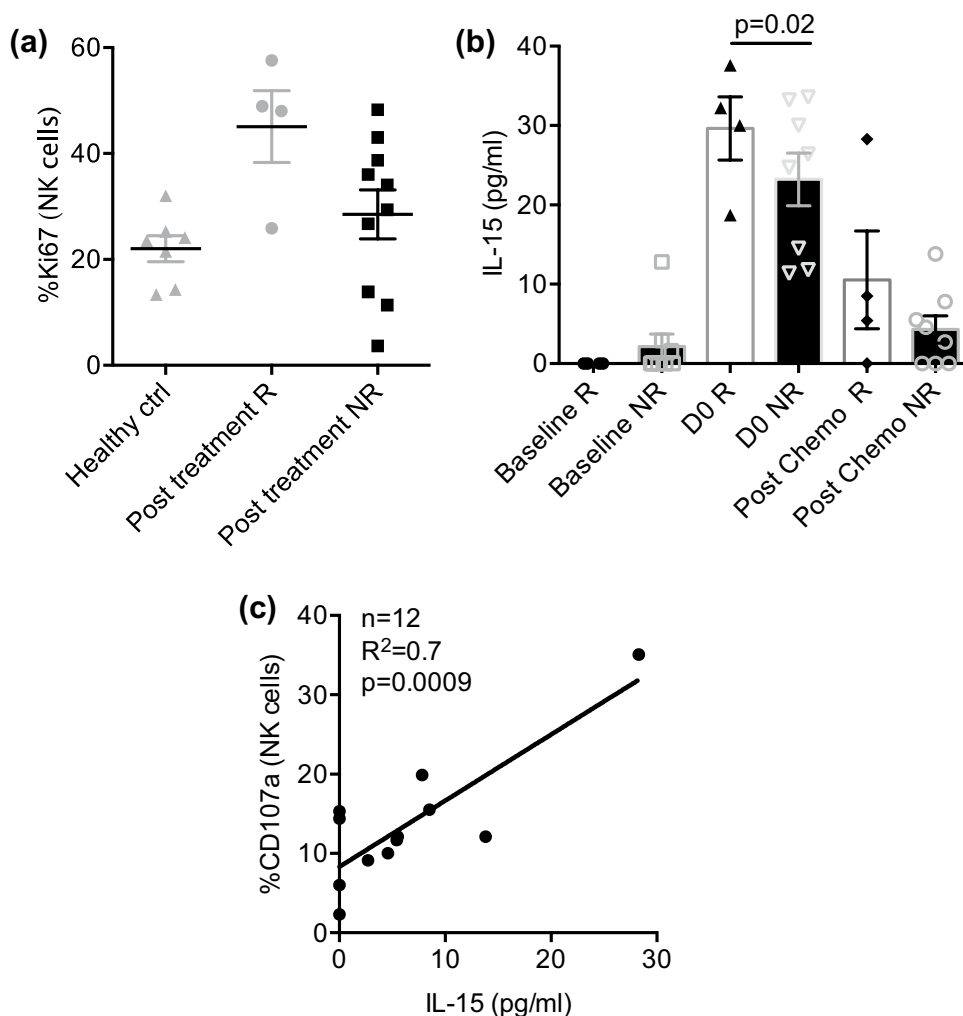 (a)
60
40
20
0
%Ki67 (NK cells)
Healthy ctrl
Post treatment R
Post treatment NR
(b)
p=0.02
40
30
20
10
0
IL-15 (pg/ml)
Baseline R
Baseline NR
D0 R
D0 NR
Post Chemo R
Post Chemo NR
(c)
n=12
R²=0.7
p=0.0009
40
30
20
10
0
%CD107a (NK cells)
0 10 20 30
IL-15 (pg/ml)